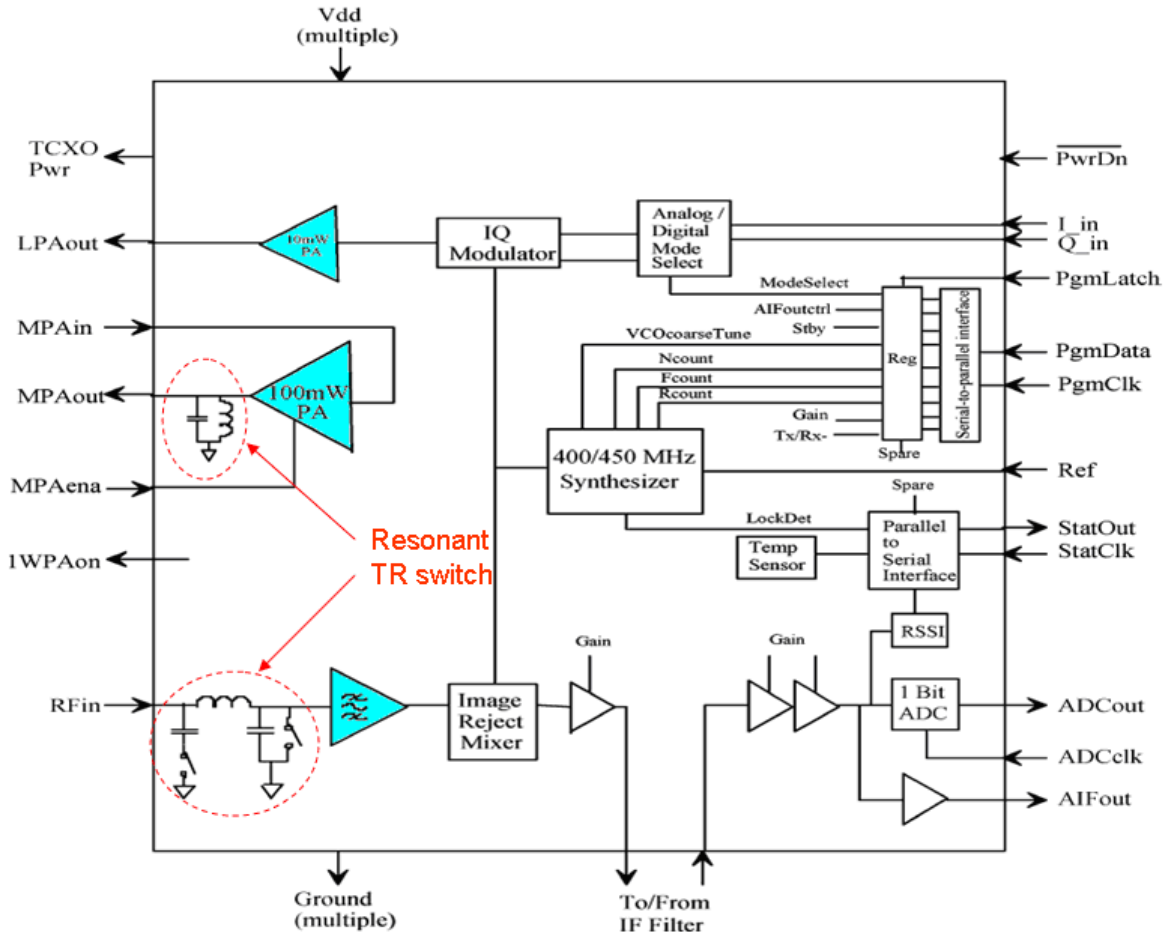 Vdd
(multiple)
TCXO
Pwr
PwrDn
LPAout
10mW
PA
IQ
Modulator
Analog /
Digital
Mode
Select
I_in
Q_in
ModeSelect
PgmLatch
AIFoutctrl
Stby
MPAin
VCOcoarseTune
Reg
Serial-to-parallel interface
PgmData
Ncount
MPAout
100mW
PA
Fcount
PgmClk
Rcount
Gain
Tx/Rx-
Spare
400/450 MHz
Synthesizer
Ref
MPAena
Spare
LockDet
Parallel
to
Serial
Interface
StatOut
StatClk
1WPAon
Resonant
TR switch
Temp
Sensor
RSSI
Gain
Gain
RFin
Image
Reject
Mixer
1 Bit
ADC
ADCout
ADCclk
AIFout
Ground
(multiple)
To/From
IF Filter